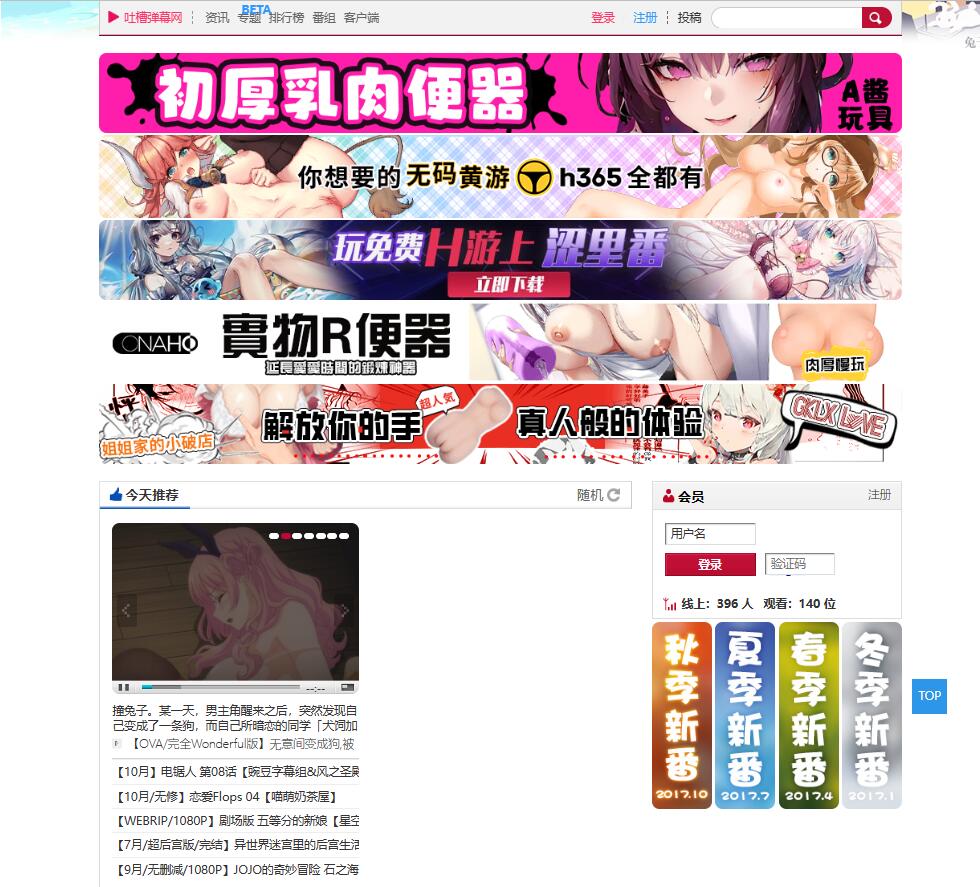 BETA
吐槽弹幕网 资讯 专题 排行榜 番组 客户端 登录 注册 投稿
兔
初厚乳肉便器
A酱
玩具
你想要的无码黄游 h365全都有
玩免费H游上 涩里番
立即下载
ONAHO 實物R便器
延長愛愛時間的鍛煉神器
肉厚慢玩
姐姐家的小破店
解放你的手
超人气
真人般的体验
GKLX LOVE
今天推荐 随机
会员 注册
用户名
登录 验证码
线上：396 人 观看：140 位
--:--
撞兔子。某一天，男主角醒来之后，突然发现自
己变成了一条狗，而自己所暗恋的同学「犬饲加
【OVA/完全Wonderful版】无意间变成狗,被
【10月】电锯人 第08话【豌豆字幕组&风之圣殿
【10月/无修】恋爱Flops 04【喵萌奶茶屋】
【WEBRIP/1080P】剧场版 五等分的新娘【星空
【7月/超后宫版/完结】异世界迷宫里的后宫生活
【9月/无删减/1080P】JOJO的奇妙冒险 石之海
秋季新番
2017.10
夏季新番
2017.7
春季新番
2017.4
冬季新番
2017.1
TOP